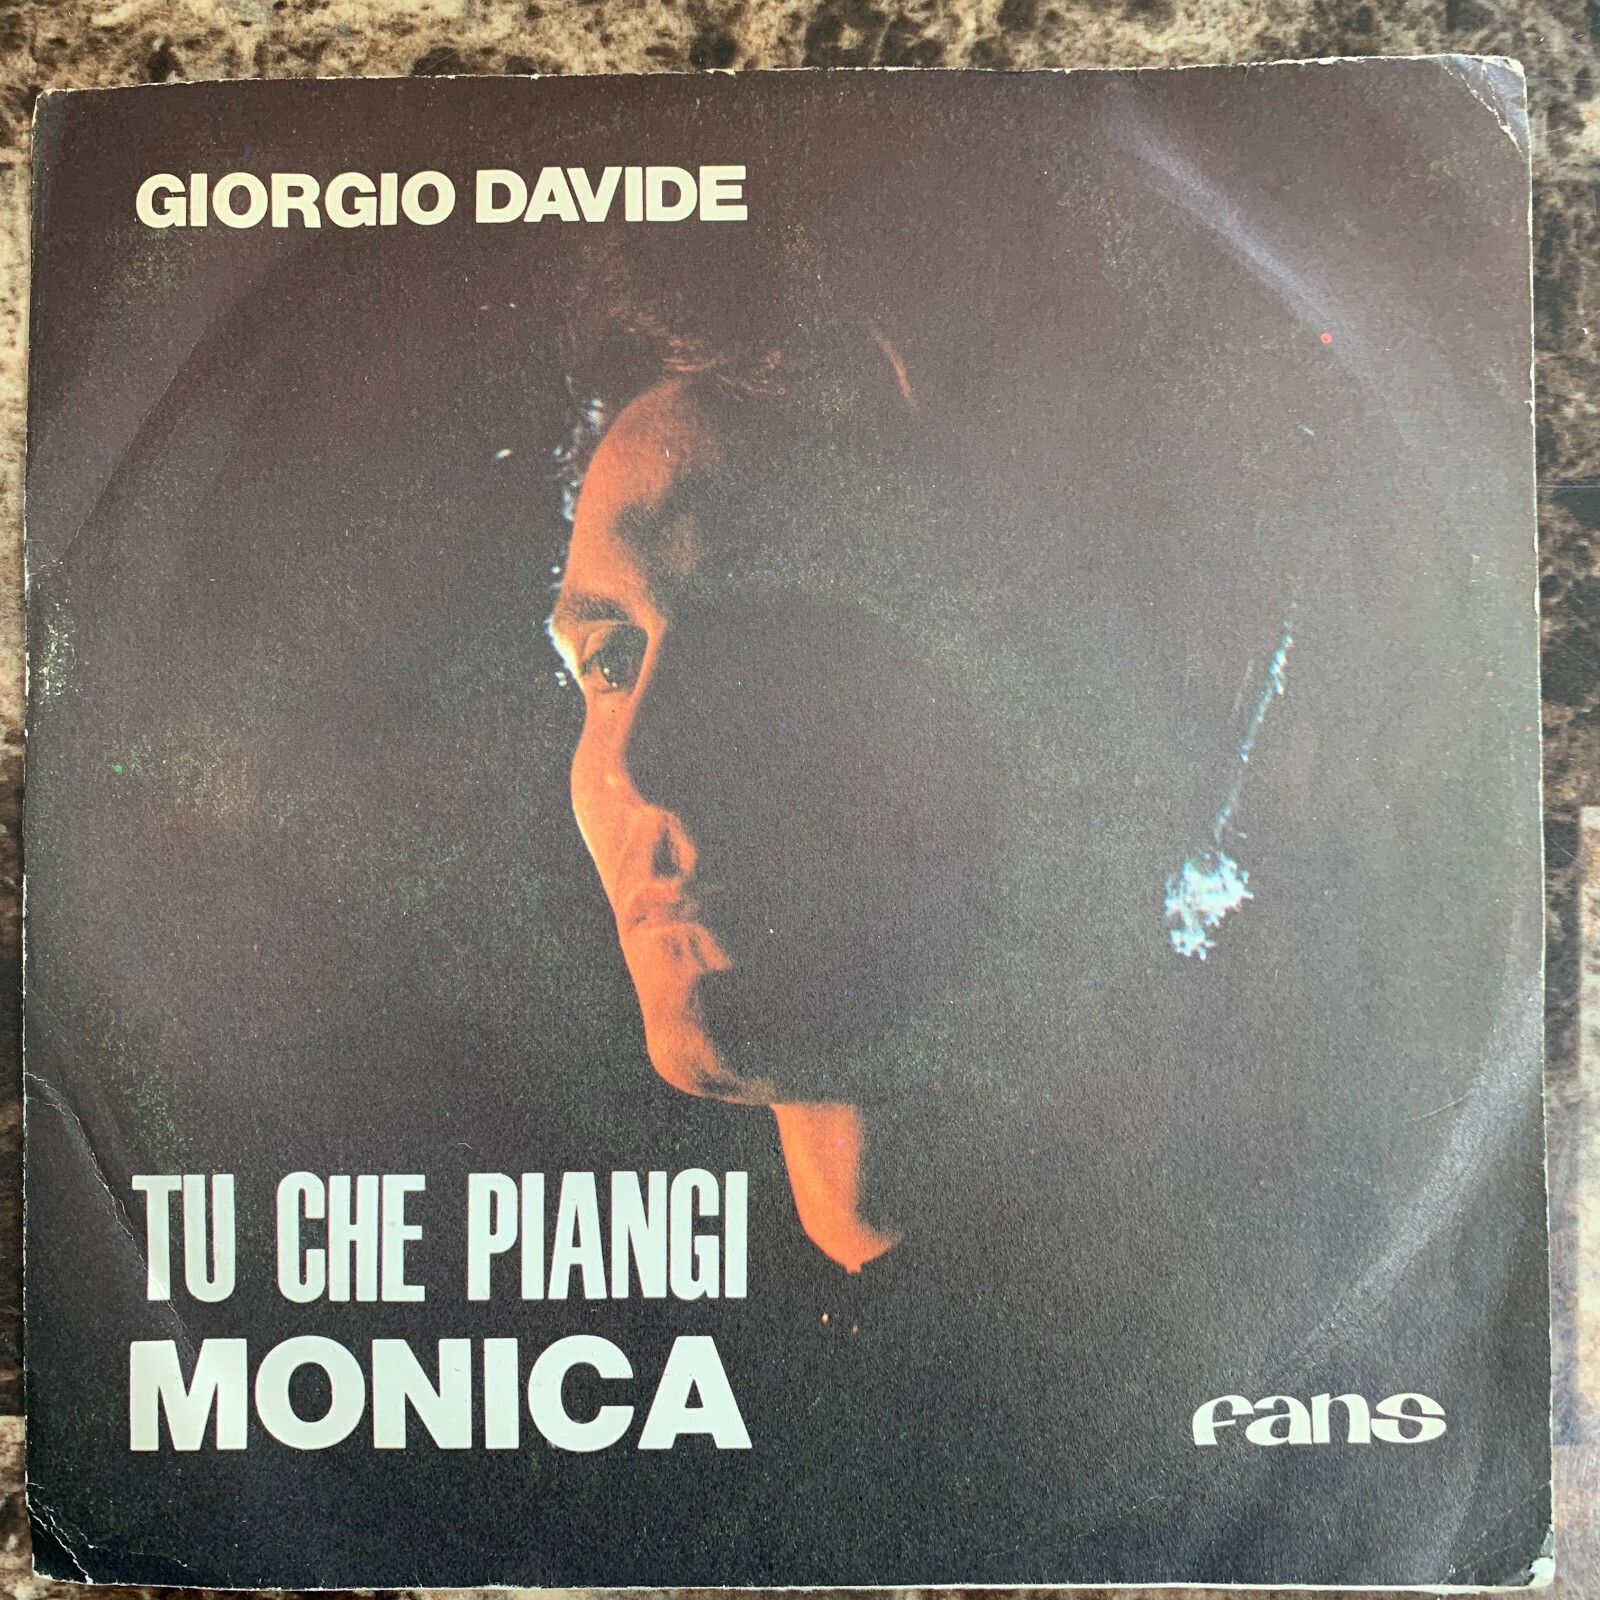 GIORGIO DAVIDE
TU CHE PIANGI
MONICA
fans